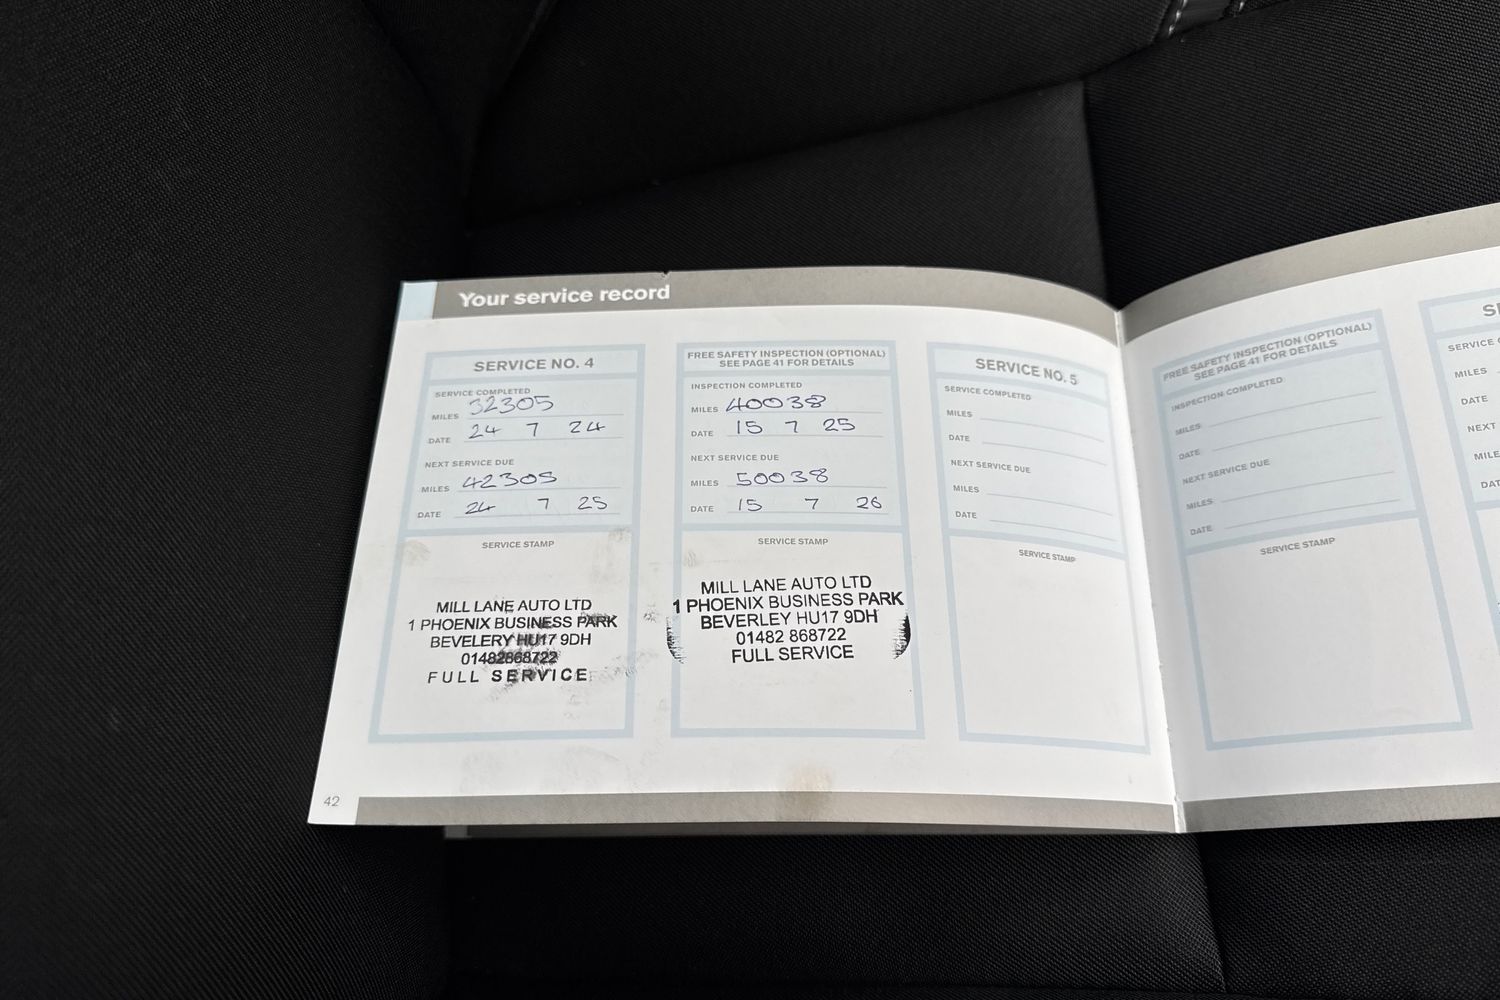 Your service record
SERVICE NO. 4
SERVICE COMPLETED
MILES 32305
DATE 24 7 24
NEXT SERVICE DUE
MILES 42305
DATE 24 7 25
SERVICE STAMP
MILL LANE AUTO LTD
1 PHOENIX BUSINESS PARK
BEVELERY HU17 9DH
01482868722
FULL SERVICE
FREE SAFETY INSPECTION (OPTIONAL)
SEE PAGE 41 FOR DETAILS
INSPECTION COMPLETED
MILES 40038
DATE 15 7 25
NEXT SERVICE DUE
MILES 50038
DATE 15 7 26
SERVICE STAMP
MILL LANE AUTO LTD
1 PHOENIX BUSINESS PARK
BEVERLEY HU17 9DH
01482 868722
FULL SERVICE
SERVICE NO. 5
SERVICE COMPLETED
MILES
DATE
NEXT SERVICE DUE
MILES
DATE
SERVICE STAMP
42
FREE SAFETY INSPECTION (OPTIONAL)
SEE PAGE 41 FOR DETAILS
INSPECTION COMPLETED
MILES
DATE
NEXT SERVICE DUE
MILES
DATE
SERVICE STAMP
SERVICE
MILES
DATE
NEXT
MILES
DATE